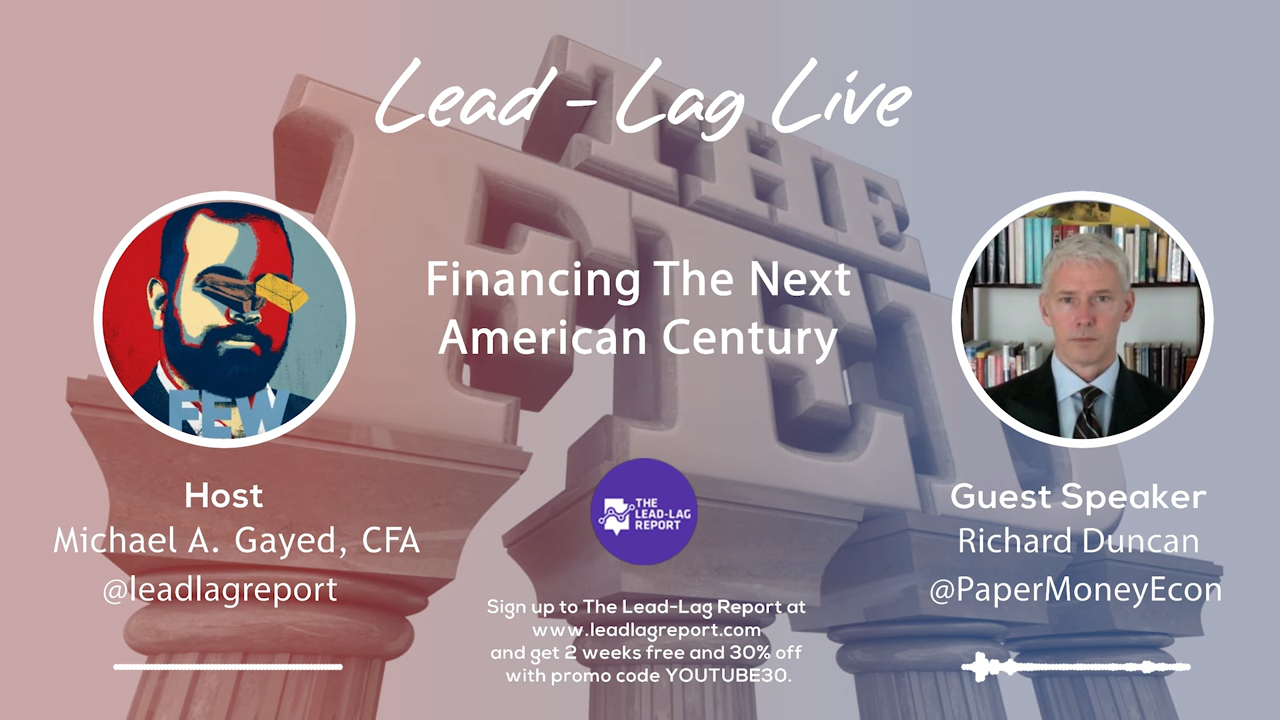 Lead - Lag Live
THE
FED
FEW
Financing The Next
American Century
Host
Michael A. Gayed, CFA
@leadlagreport
THE
LEAD-LAG
REPORT
Sign up to The Lead-Lag Report at
www.leadlagreport.com
and get 2 weeks free and 30% off
with promo code YOUTUBE30.
Guest Speaker
Richard Duncan
@PaperMoneyEcon